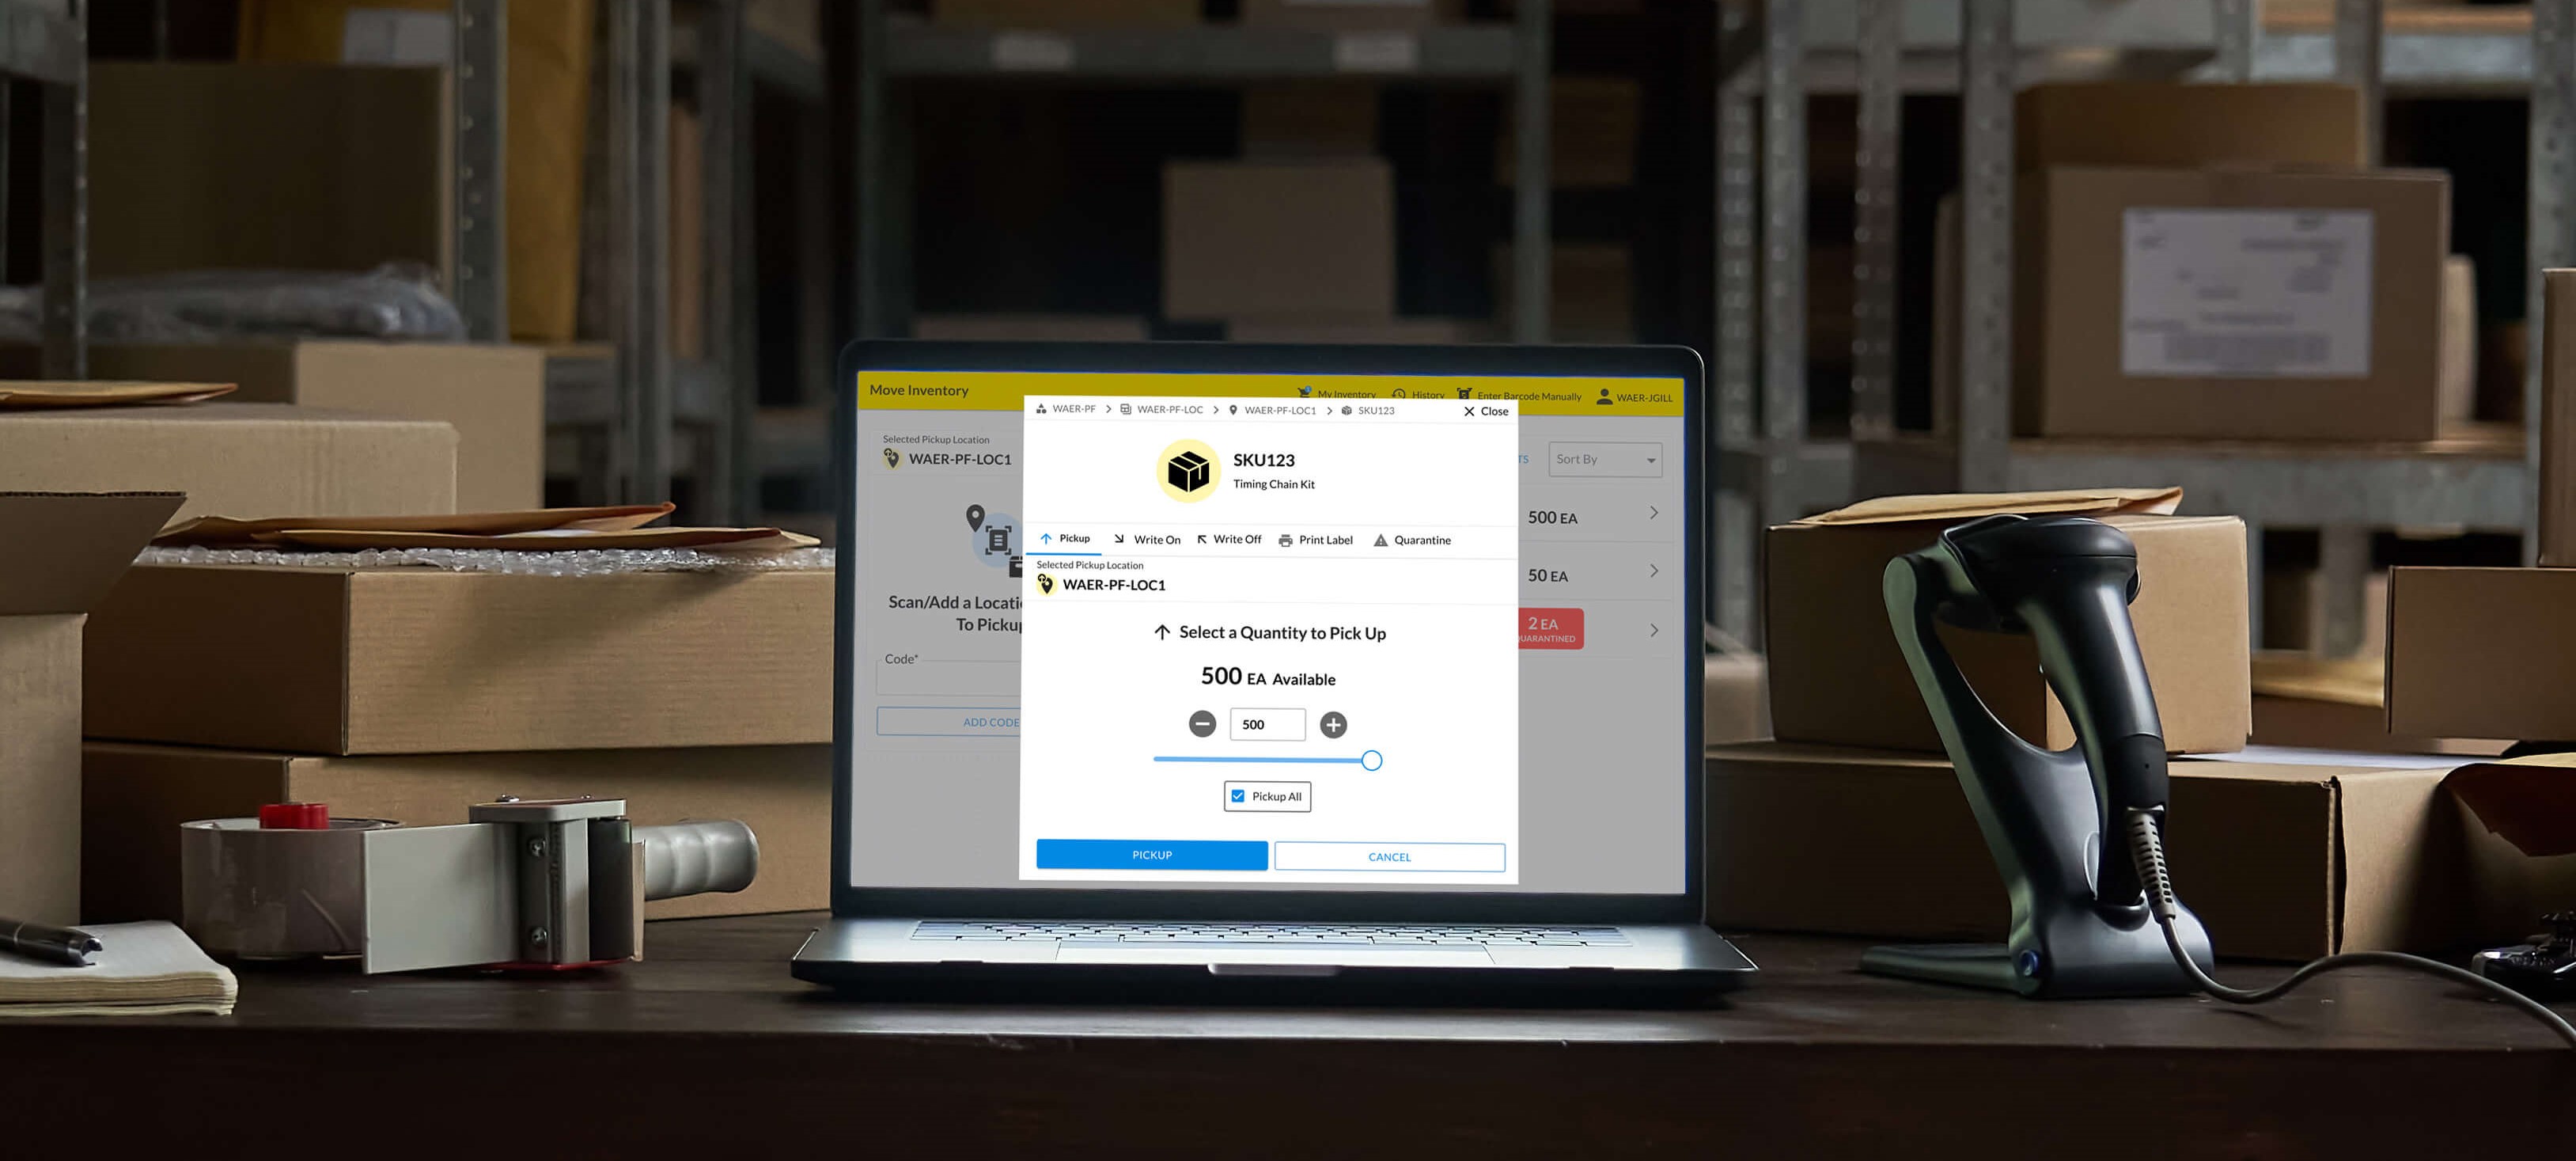 Move Inventory
My Inventory
History
Enter Barcode Manually
WAER-JGILL
WAER-PF > WAER-PF-LOC > WAER-PF-LOC1 > SKU123
Close
Selected Pickup Location
WAER-PF-LOC1
Sort By
SKU123
Timing Chain Kit
500 EA
Pickup
Write On
Write Off
Print Label
Quarantine
Selected Pickup Location
WAER-PF-LOC1
50 EA
Scan/Add a
To
Select a Quantity to Pick Up
2 EA
500 EA Available
Code*
500
ADD CODE
Pickup All
PICKUP
CANCEL